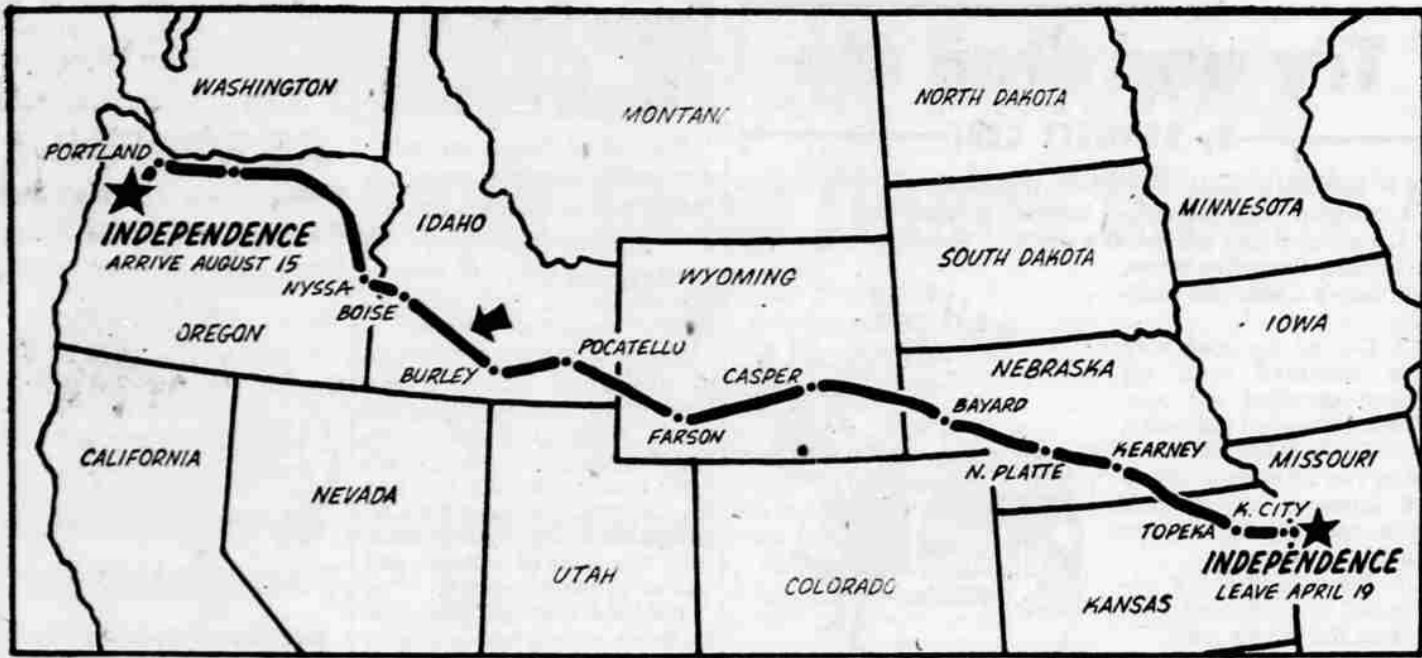 WASHINGTON
MONTANA
NORTH DAKOTA
PORTLAND
MINNESOTA
IDAHO
INDEPENDENCE
ARRIVE AUGUST 15
SOUTH DAKOTA
WYOMING
NYSSA
BOISE
IOWA
OREGON
POCATELLU
BURLEY
CASPER
NEBRASKA
BAYARD
FARSON
KEARNEY
CALIFORNIA
N. PLATTE
MISSOURI
NEVADA
K. CITY
TOPEKA
INDEPENDENCE
LEAVE APRIL 19
UTAH
COLORADO
KANSAS